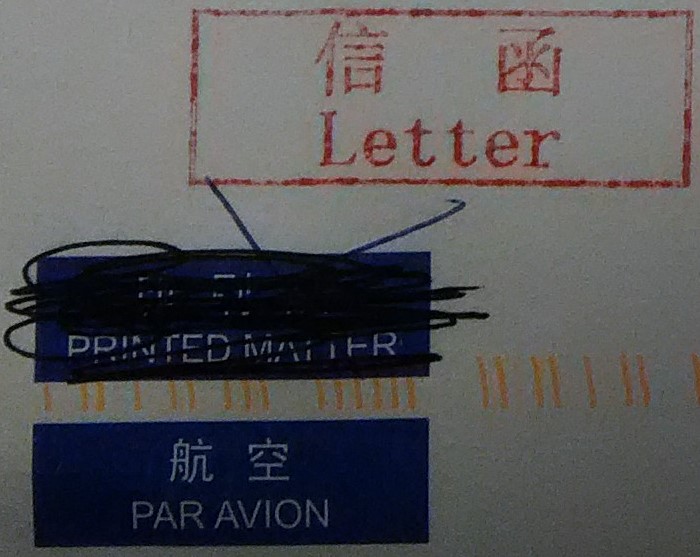 信 函
Letter
PRINTED MATTER
航 空
PAR AVION